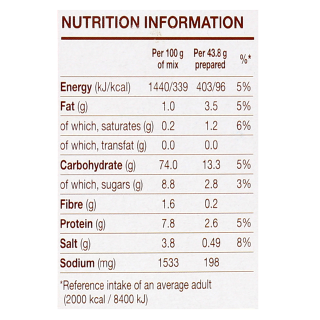 NUTRITION INFORMATION
Per 100 g of mix Per 43.8 g prepared %*
Energy (kJ/kcal) 1440/339 403/96 5%
Fat (g) 1.0 3.5 5%
of which, saturates (g) 0.2 1.2 6%
of which, transfat (g) 0.0 0.0
Carbohydrate (g) 74.0 13.3 5%
of which, sugars (g) 8.8 2.8 3%
Fibre (g) 1.6 0.2
Protein (g) 7.8 2.6 5%
Salt (g) 3.8 0.49 8%
Sodium (mg) 1533 198
*Reference intake of an average adult
(2000 kcal / 8400 kJ)